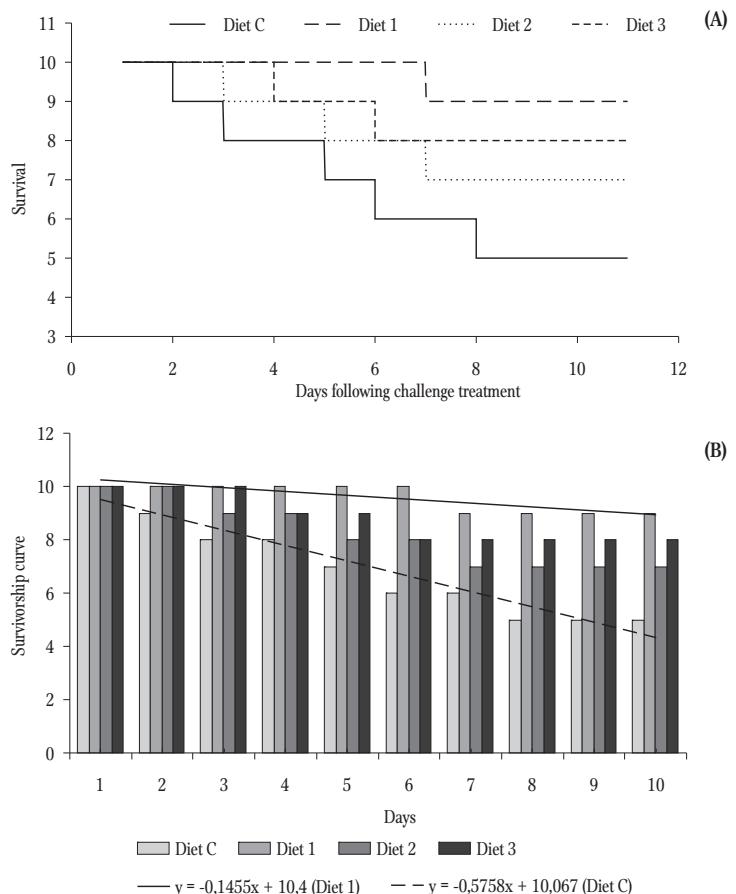 Diet C Diet 1 Diet 2 Diet 3
(A)
11
10
9
8
7
6
5
4
3
Survival
0 2 4 6 8 10 12
Days following challenge treatment
(B)
12
10
8
6
4
2
0
Survivorship curve
1 2 3 4 5 6 7 8 9 10
Days
Diet C Diet 1 Diet 2 Diet 3
y = -0,1455x + 10,4 (Diet 1) y = -0,5758x + 10,067 (Diet C)